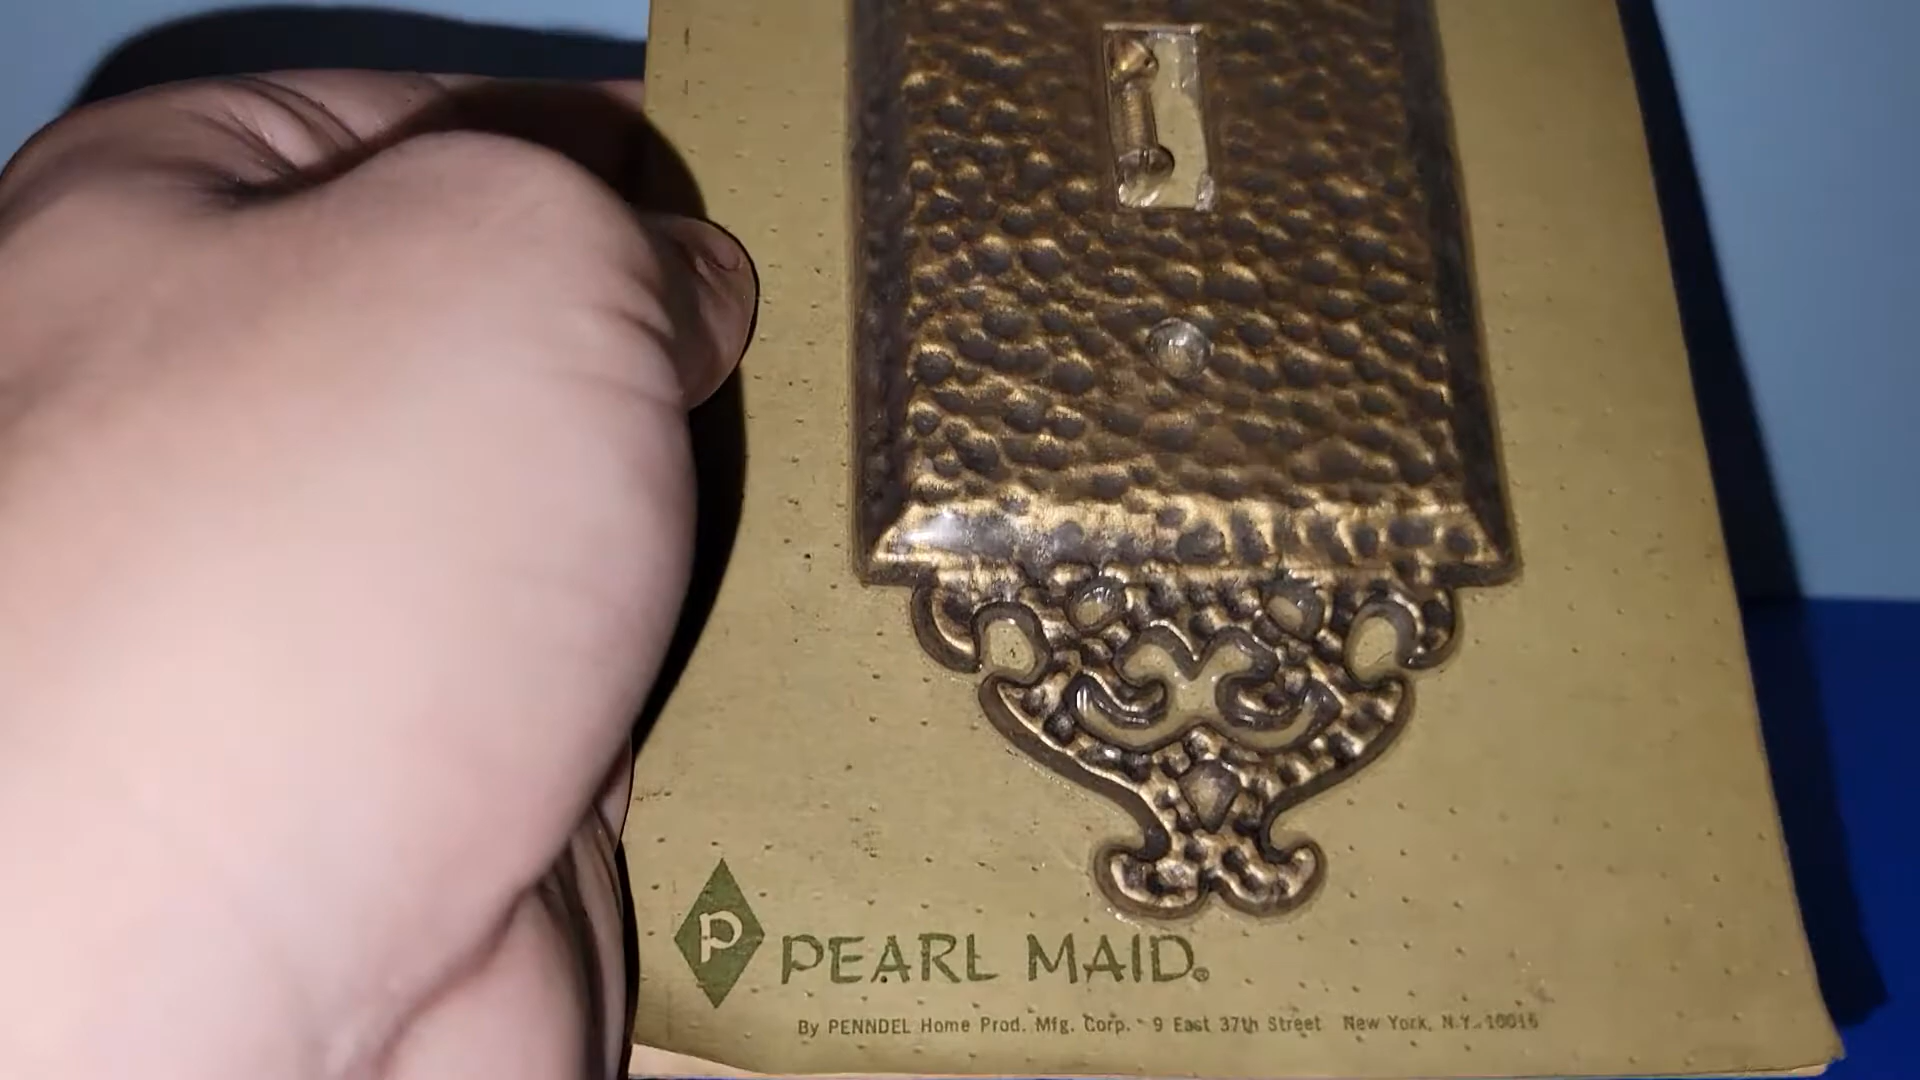 P PEARL MAID®
By PENNDEL Home Prod. Mfg. Corp. - 9 East 37th Street New York, N.Y. 10016